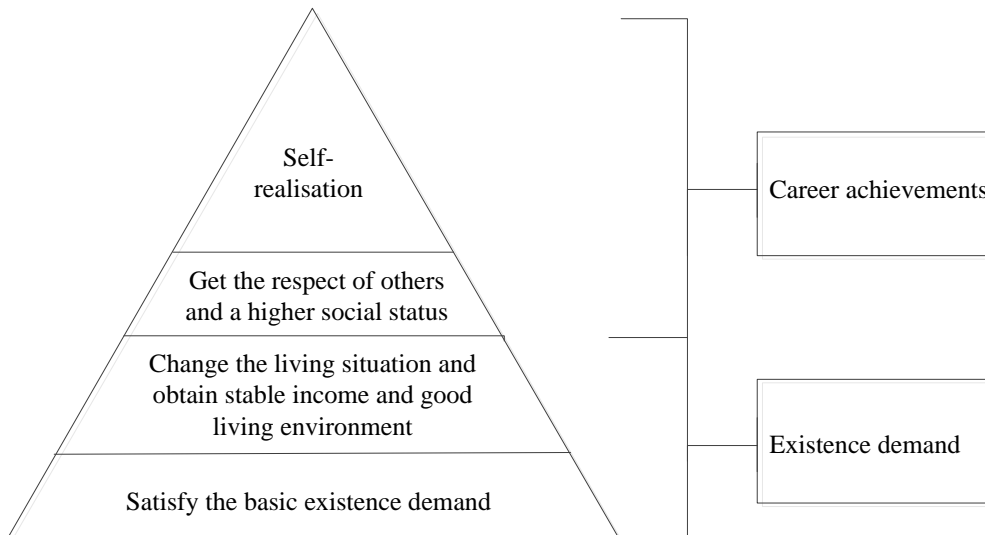 Self-
realisation
Get the respect of others
and a higher social status
Change the living situation and
obtain stable income and good
living environment
Satisfy the basic existence demand
Career achievements
Existence demand